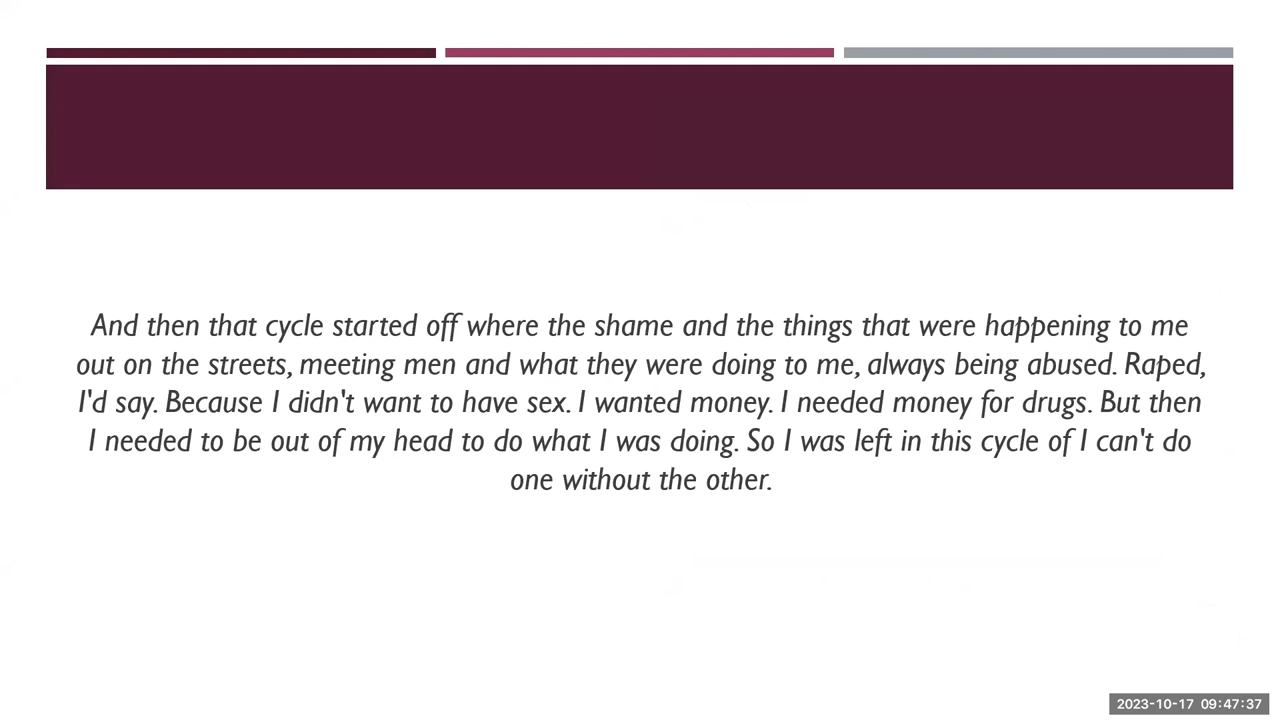 And then that cycle started off where the shame and the things that were happening to me
out on the streets, meeting men and what they were doing to me, always being abused. Raped,
I'd say. Because I didn't want to have sex. I wanted money. I needed money for drugs. But then
I needed to be out of my head to do what I was doing. So I was left in this cycle of I can't do
one without the other.
2023-10-17 09:47:37